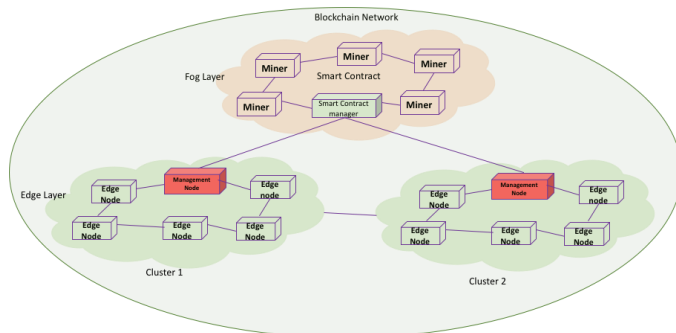 Blockchain Network
Miner
Miner
Miner
Fog Layer
Smart Contract
Miner
Smart Contract
manager
Miner
Management
Node
Edge
Node
Edge
node
Edge Layer
Edge
Node
Edge
Node
Edge
Node
Cluster 1
Management
Node
Edge
Node
Edge
node
Edge
Node
Edge
Node
Edge
Node
Cluster 2